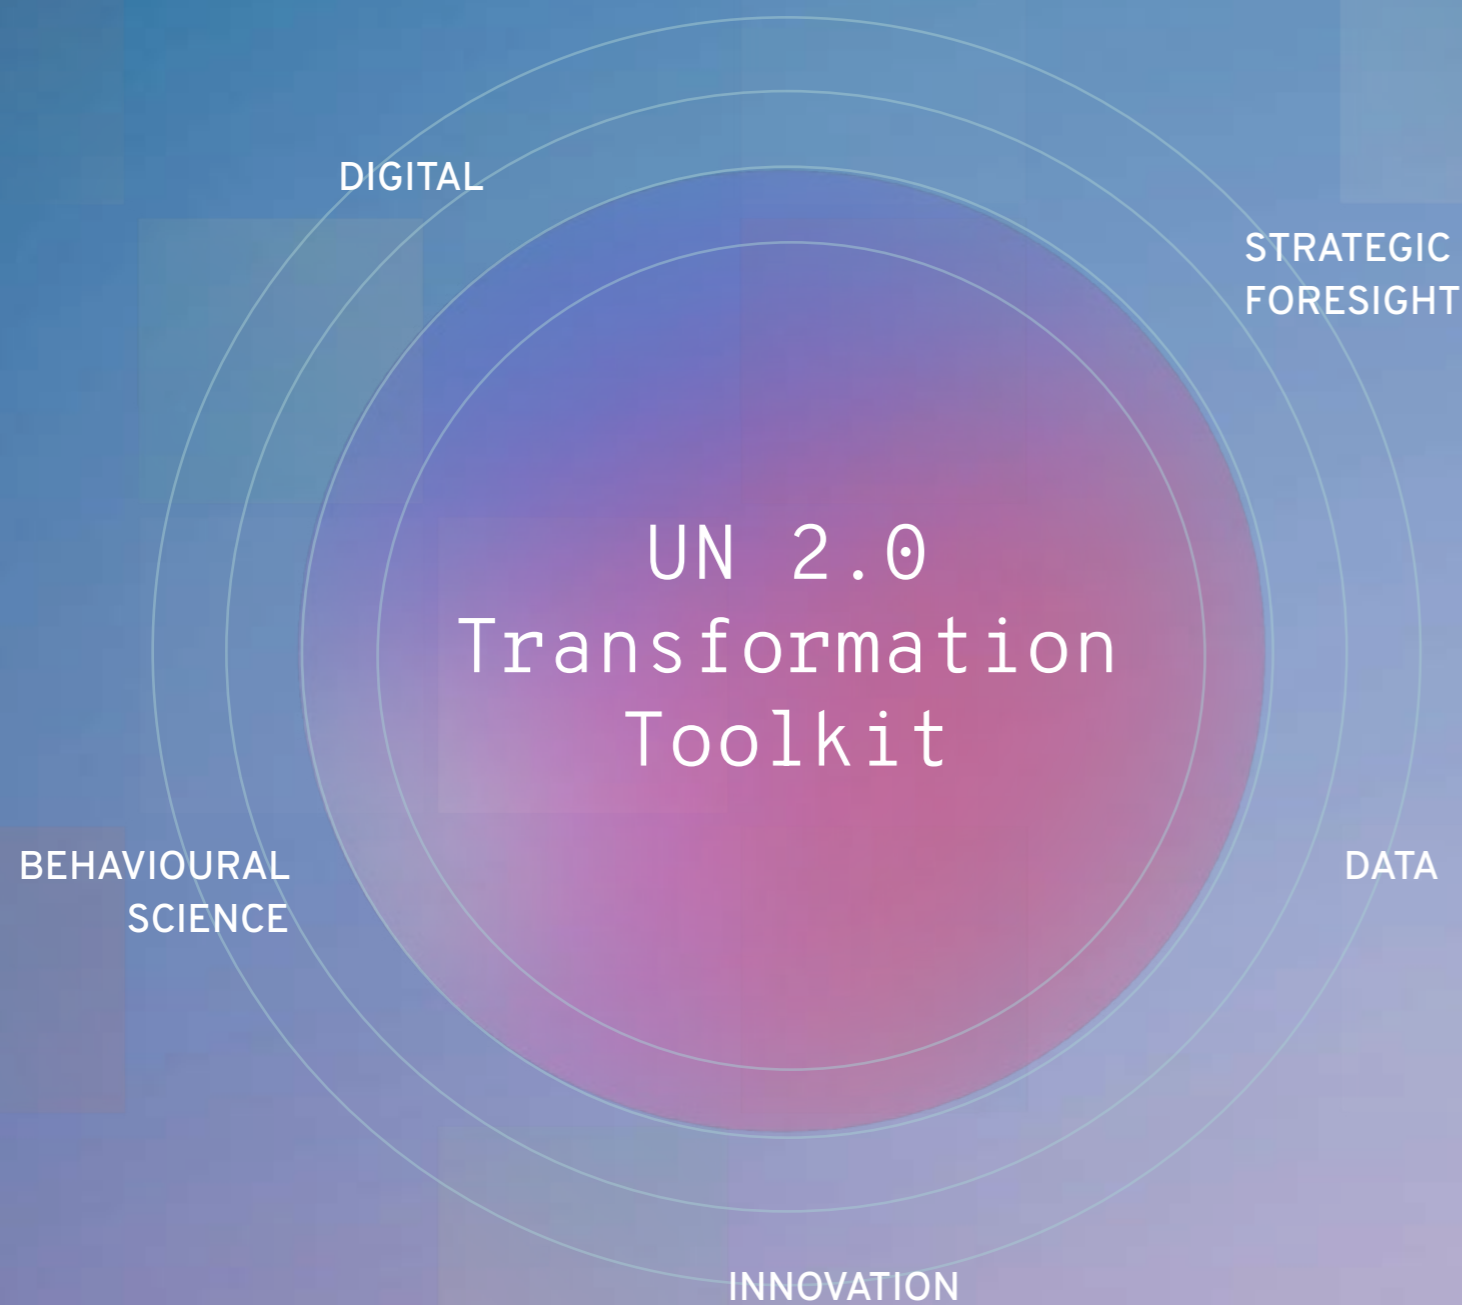 DIGITAL
STRATEGIC
FORESIGHT
UN 2.0
Transformation
Toolkit
BEHAVIOURAL
SCIENCE
DATA
INNOVATION